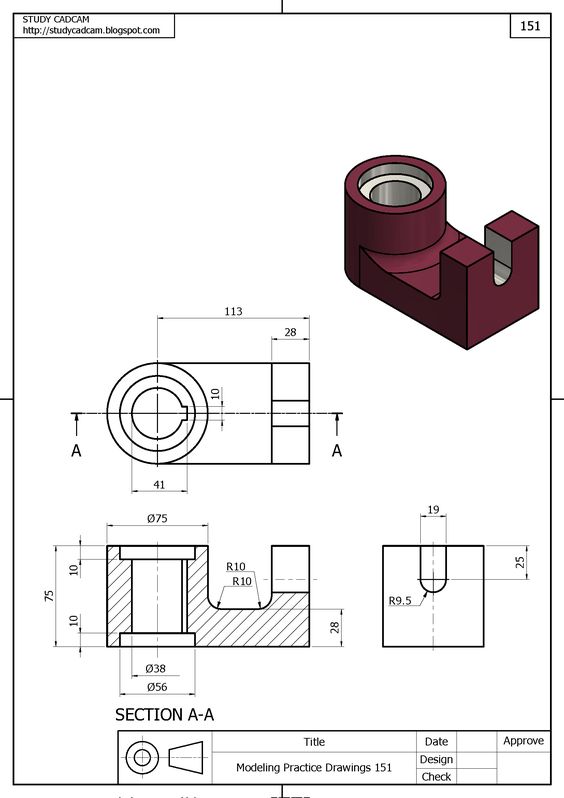 STUDY CADCAM
http://studycadcam.blogspot.com
151
113
28
10
A
A
41
Ø75
19
10
R10
R10
25
75
R9.5
10
28
Ø38
Ø56
SECTION A-A
Title
Date
Approve
Modeling Practice Drawings 151
Design
Check